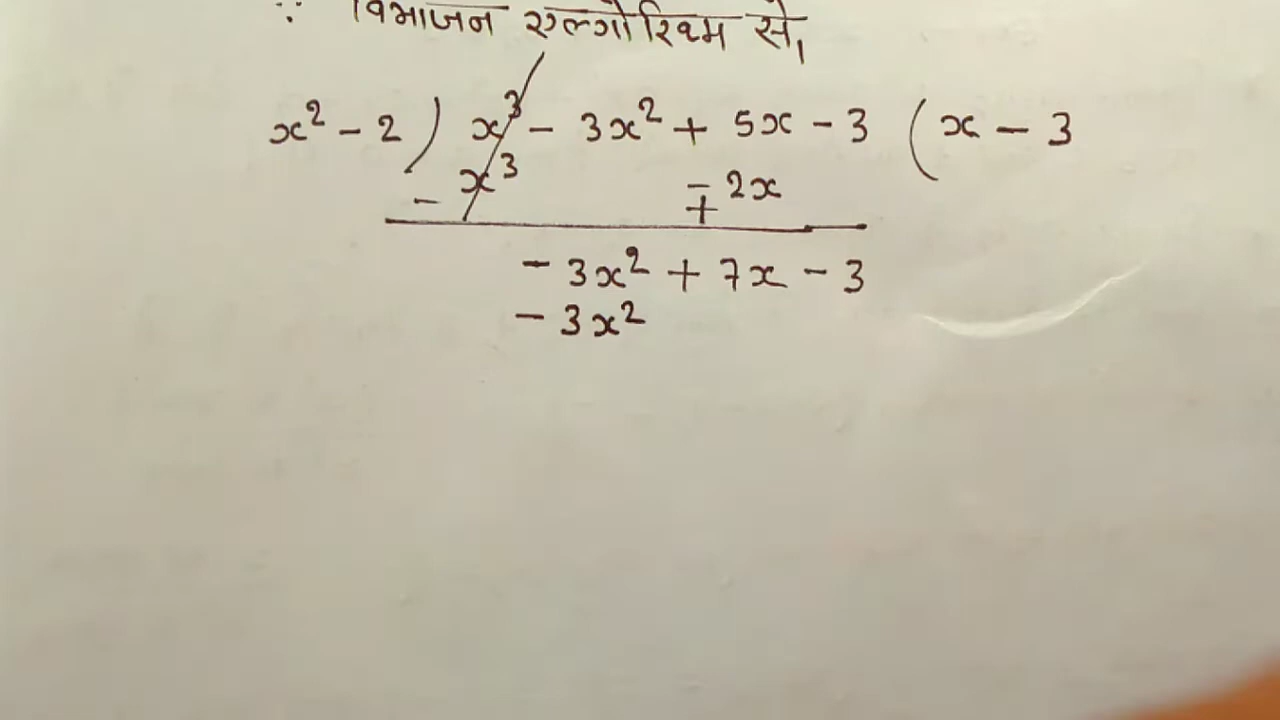 ∵ विभाजन एल्गोरिथ्म से,
x² - 2 ) x³ - 3x² + 5x - 3 ( x - 3
- x³ ∓ 2x
- 3x² + 7x - 3
- 3x²